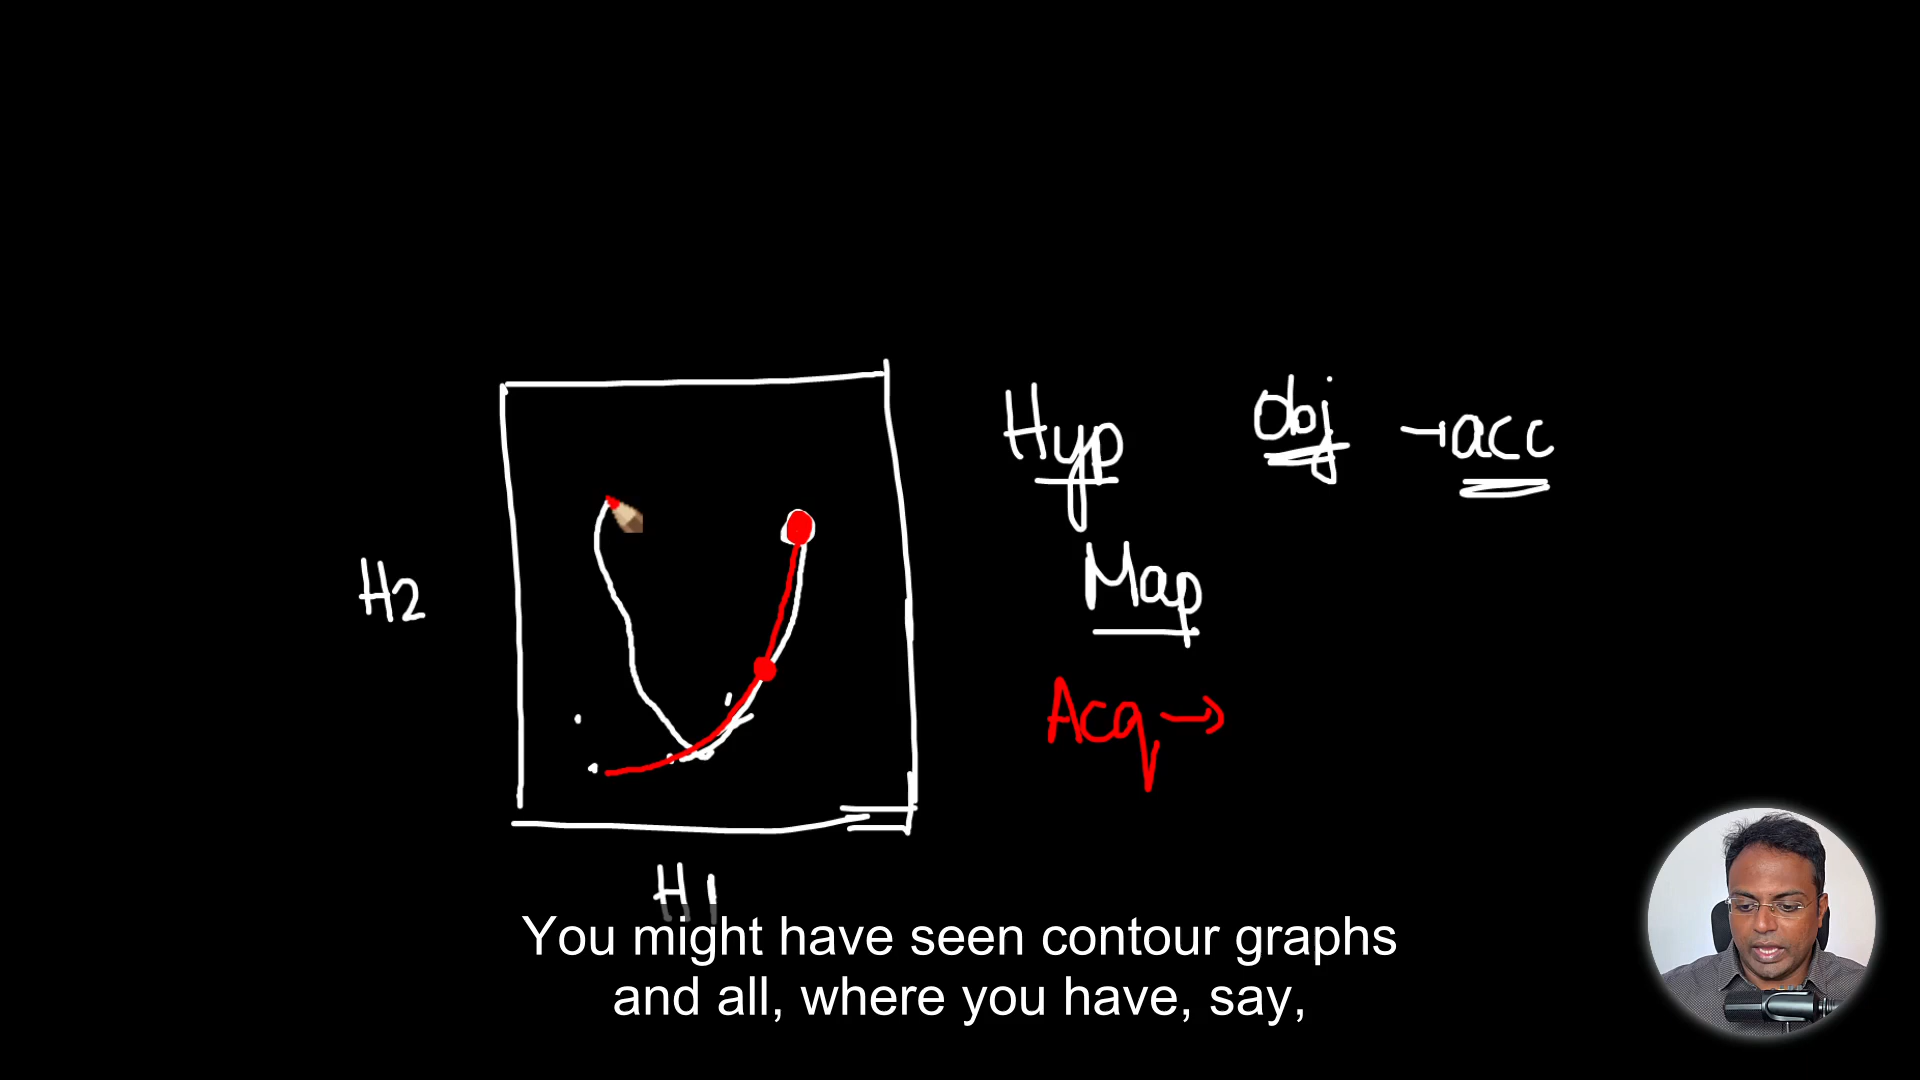 Hyp Obj → acc
H2
Map
Acq →
H1
You might have seen contour graphs
and all, where you have, say,